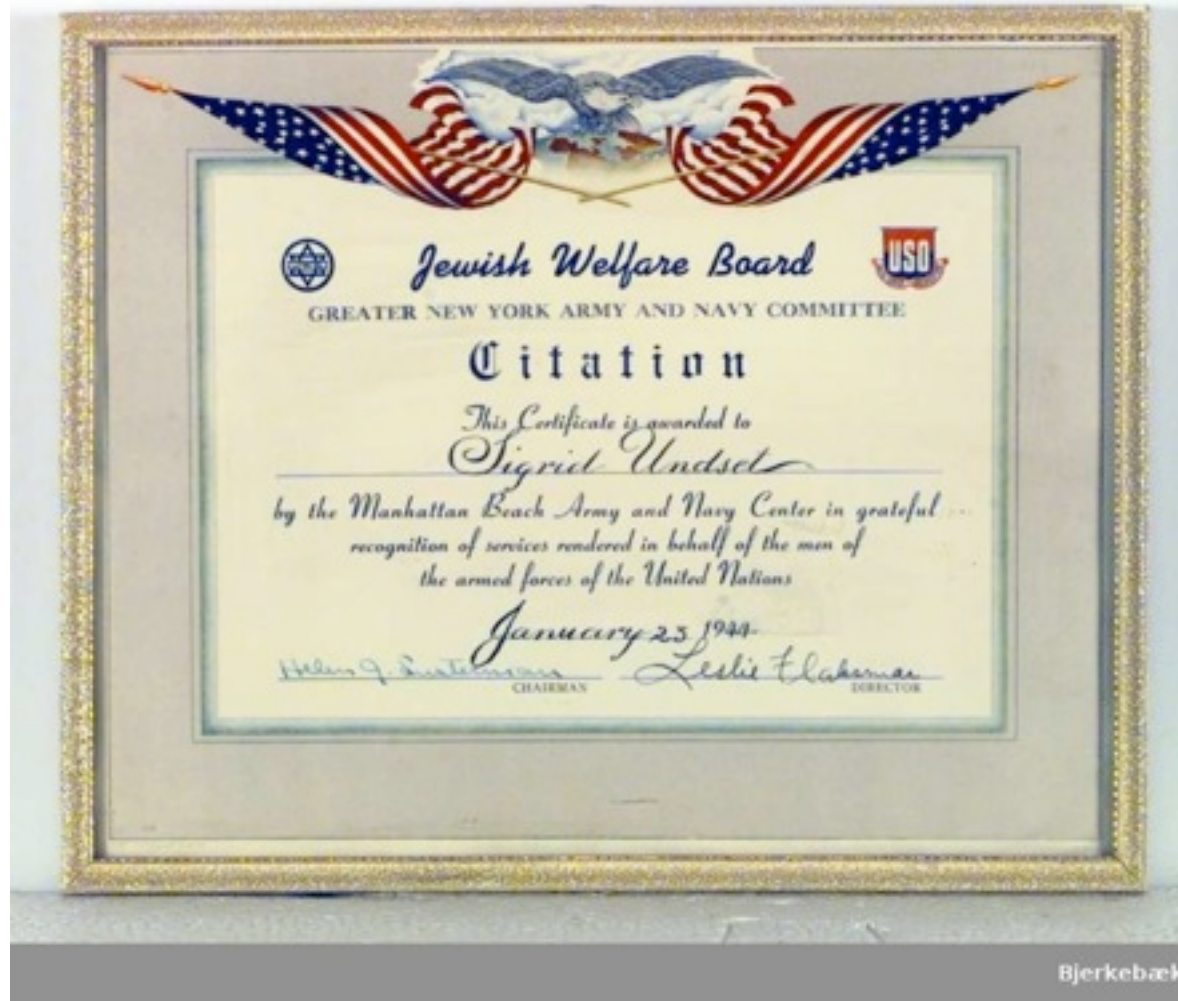 Jewish Welfare Board
USO
GREATER NEW YORK ARMY AND NAVY COMMITTEE
Citation
This Certificate is awarded to
Sigrid Undset
by the Manhattan Beach Army and Navy Center in grateful
recognition of services rendered in behalf of the men of
the armed forces of the United Nations
January 23 1944
Helen J.
CHAIRMAN
Leslie
DIRECTOR
Bjerkebæk